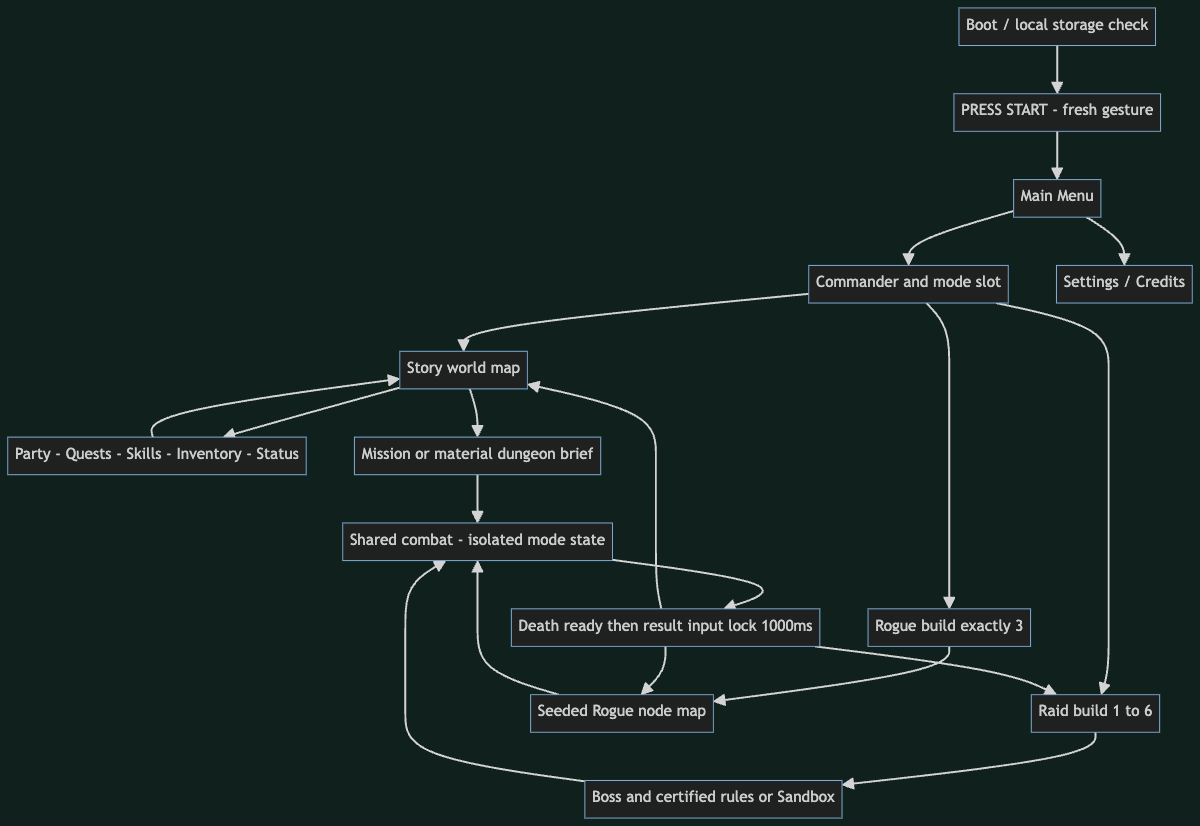 Boot / local storage check
PRESS START - fresh gesture
Main Menu
Commander and mode slot
Settings / Credits
Story world map
Party - Quests - Skills - Inventory - Status
Mission or material dungeon brief
Shared combat - isolated mode state
Death ready then result input lock 1000ms
Rogue build exactly 3
Seeded Rogue node map
Raid build 1 to 6
Boss and certified rules or Sandbox